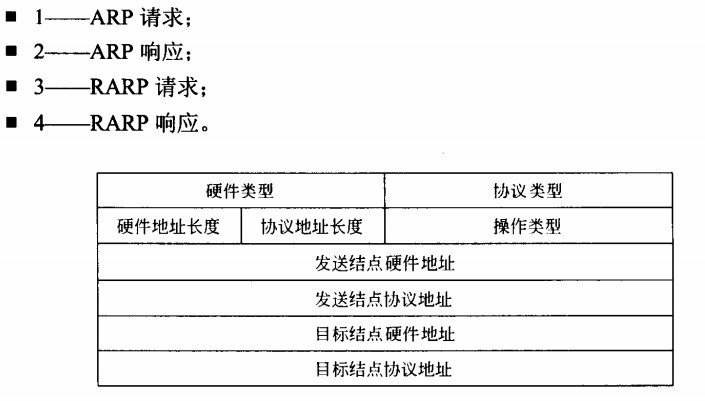 ■ 1——ARP 请求；
■ 2——ARP 响应；
■ 3——RARP 请求；
■ 4——RARP 响应。
硬件类型 协议类型
硬件地址长度 协议地址长度 操作类型
发送结点硬件地址
发送结点协议地址
目标结点硬件地址
目标结点协议地址